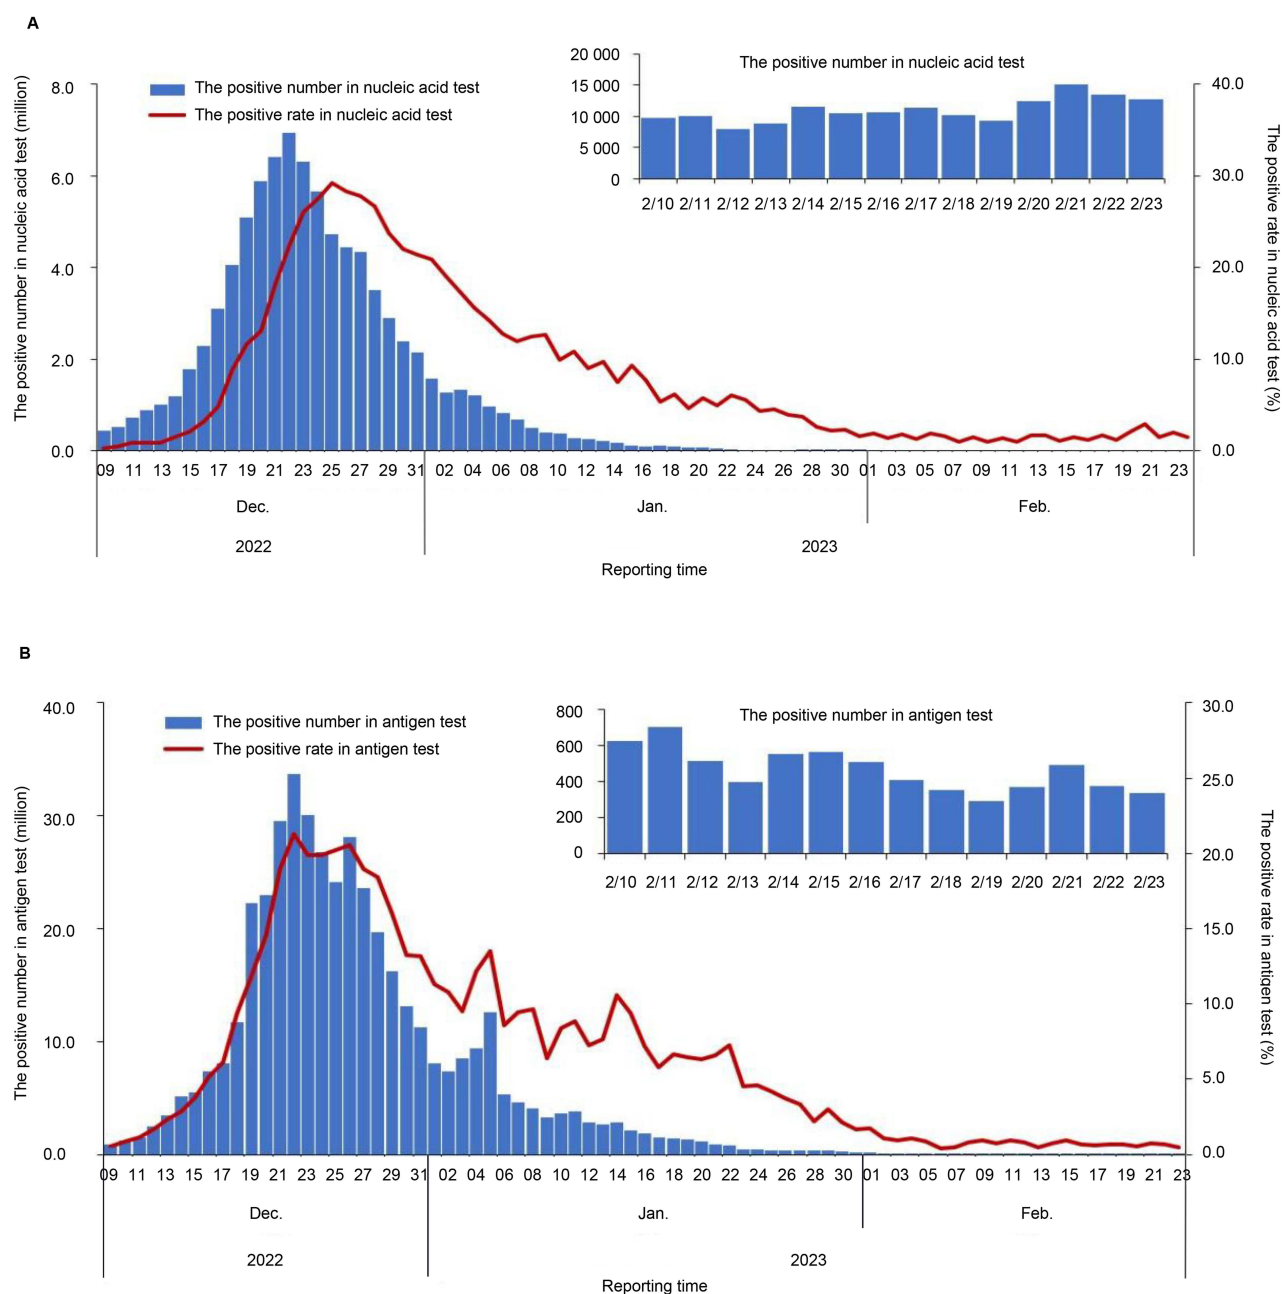 A
The positive number in nucleic acid test
The positive rate in nucleic acid test
The positive number in nucleic acid test (million)
8.0
6.0
4.0
2.0
0.0
The positive number in nucleic acid test
20 000
15 000
10 000
5 000
0
2/10 2/11 2/12 2/13 2/14 2/15 2/16 2/17 2/18 2/19 2/20 2/21 2/22 2/23
40.0
30.0
20.0
10.0
0.0
The positive rate in nucleic acid test (%)
09 11 13 15 17 19 21 23 25 27 29 31 02 04 06 08 10 12 14 16 18 20 22 24 26 28 30 01 03 05 07 09 11 13 15 17 19 21 23
Dec. Jan. Feb.
2022 2023
Reporting time
B
The positive number in antigen test
The positive rate in antigen test
The positive number in antigen test (million)
40.0
30.0
20.0
10.0
0.0
The positive number in antigen test
800
600
400
200
0
2/10 2/11 2/12 2/13 2/14 2/15 2/16 2/17 2/18 2/19 2/20 2/21 2/22 2/23
30.0
25.0
20.0
15.0
10.0
5.0
0.0
The positive rate in antigen test (%)
09 11 13 15 17 19 21 23 25 27 29 31 02 04 06 08 10 12 14 16 18 20 22 24 26 28 30 01 03 05 07 09 11 13 15 17 19 21 23
Dec. Jan. Feb.
2022 2023
Reporting time